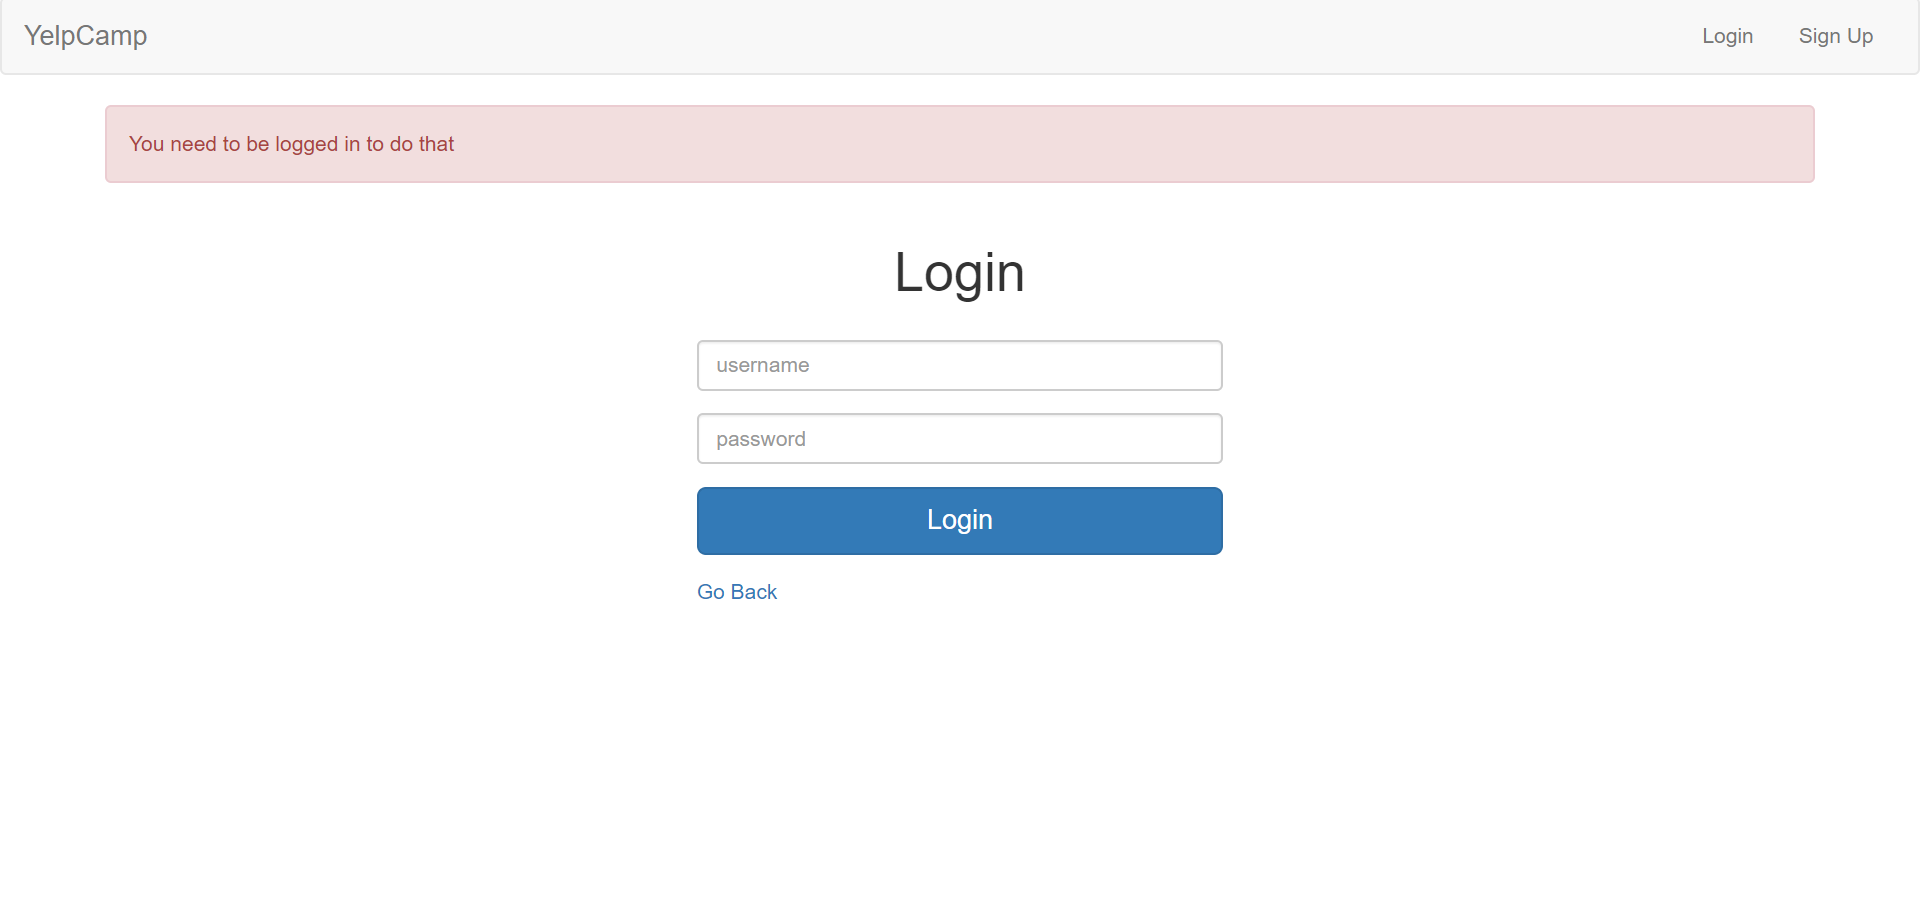 YelpCamp
Login
Sign Up
You need to be logged in to do that
Login
username
password
Login
Go Back